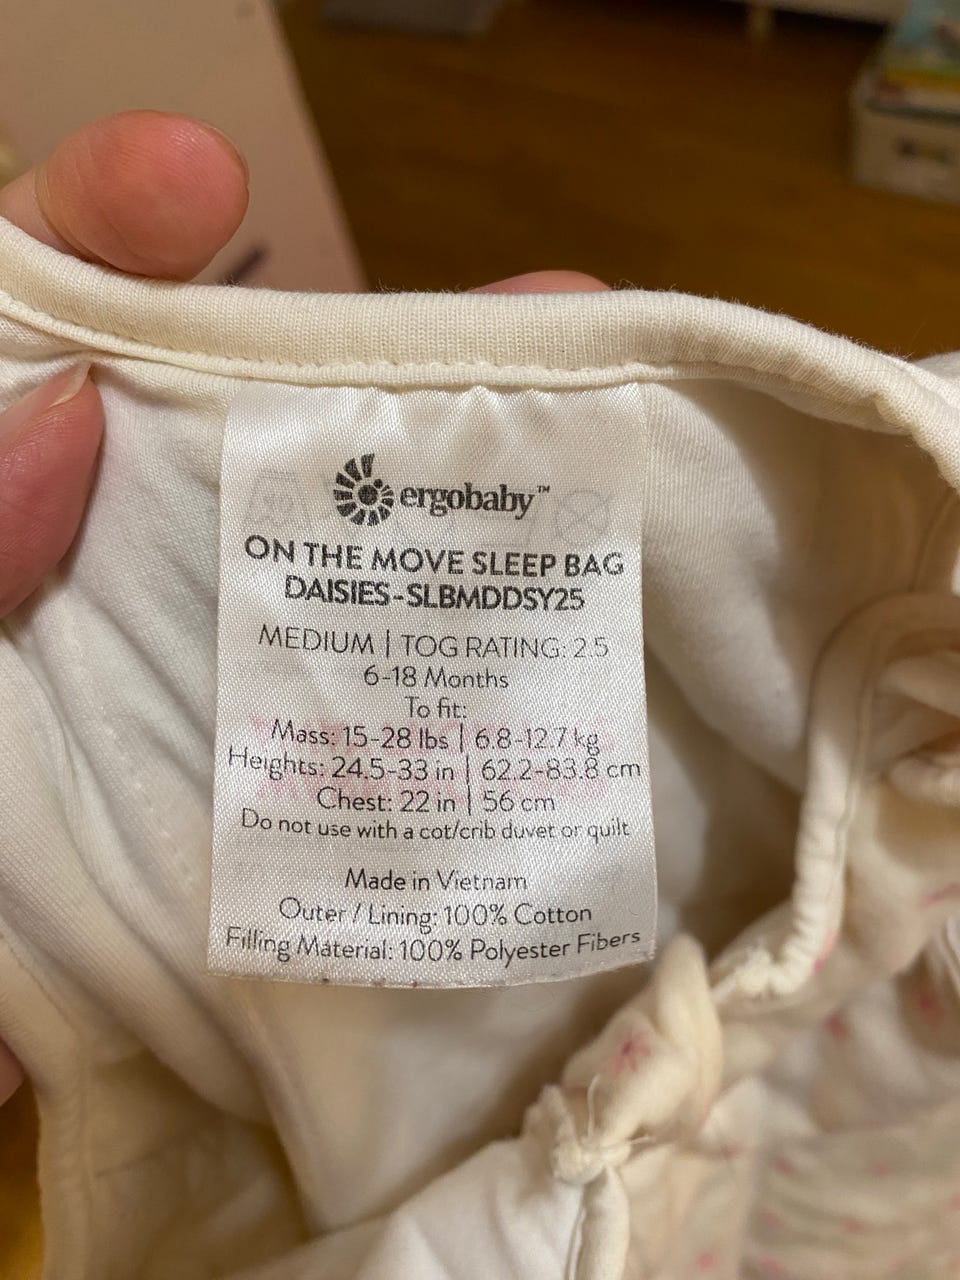 ergobaby™
ON THE MOVE SLEEP BAG
DAISIES-SLBMDDSY25
MEDIUM | TOG RATING: 2.5
6-18 Months
To fit:
Mass: 15-28 lbs | 6.8-12.7 kg
Heights: 24.5-33 in | 62.2-83.8 cm
Chest: 22 in | 56 cm
Do not use with a cot/crib duvet or quilt
Made in Vietnam
Outer / Lining: 100% Cotton
Filling Material: 100% Polyester Fibers